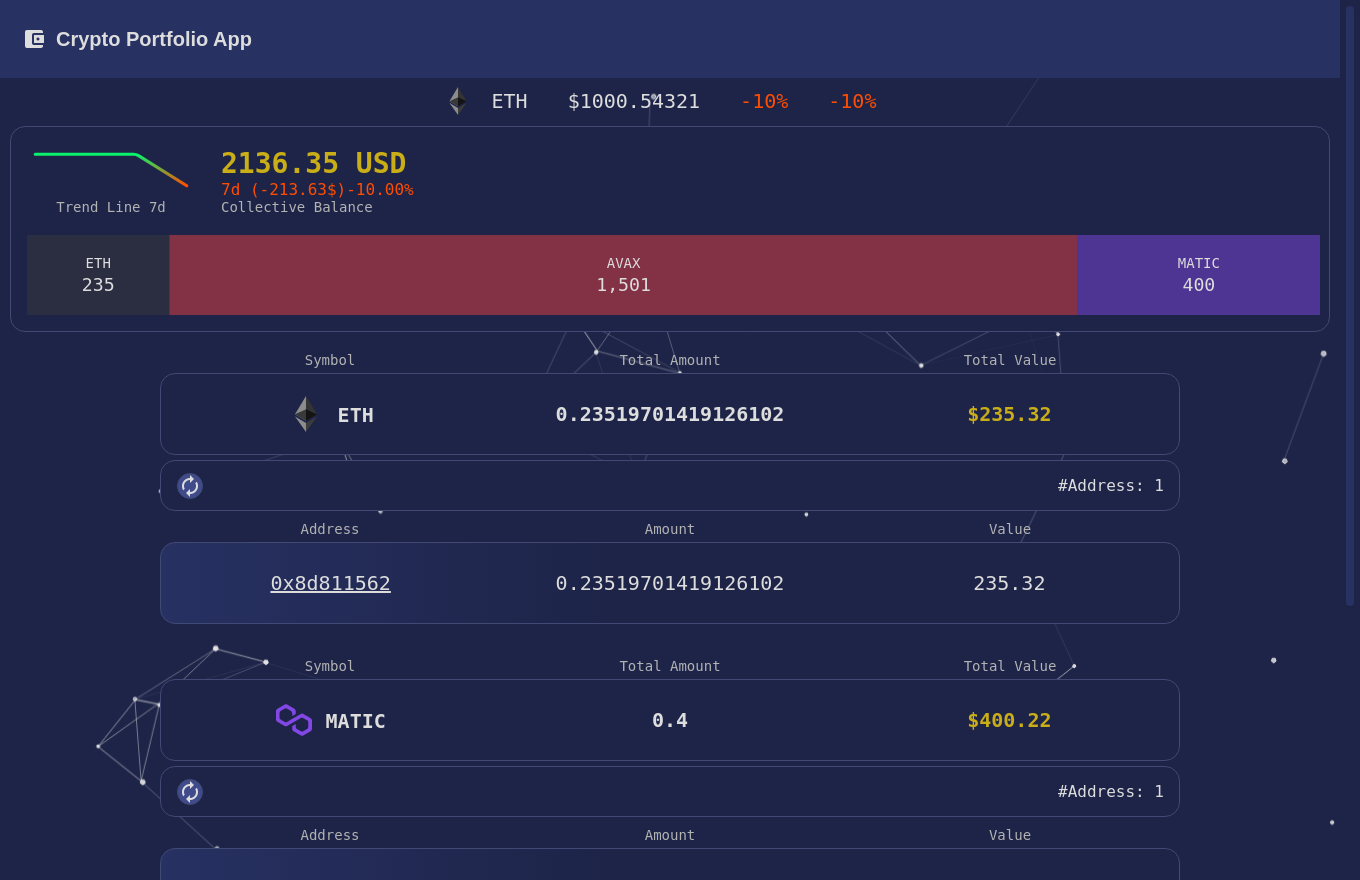 Crypto Portfolio App
ETH $1000.54321 -10% -10%
2136.35 USD
7d (-213.63$)-10.00%
Trend Line 7d Collective Balance
ETH AVAX MATIC
235 1,501 400
Symbol Total Amount Total Value
ETH 0.23519701419126102 $235.32
#Address: 1
Address Amount Value
0x8d811562 0.23519701419126102 235.32
Symbol Total Amount Total Value
MATIC 0.4 $400.22
#Address: 1
Address Amount Value